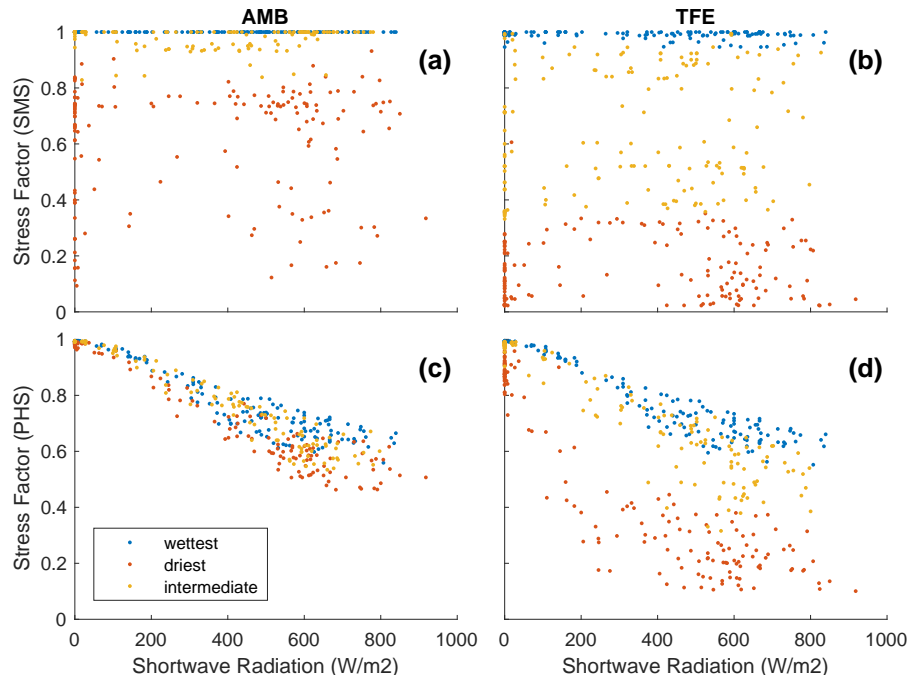 AMB TFE
1
0.8
0.6
0.4
0.2
0
Stress Factor (SMS)
(a)
(b)
1
0.8
0.6
0.4
0.2
0
Stress Factor (PHS)
(c)
(d)
wettest
driest
intermediate
0 200 400 600 800 1000 0 200 400 600 800 1000
Shortwave Radiation (W/m2) Shortwave Radiation (W/m2)